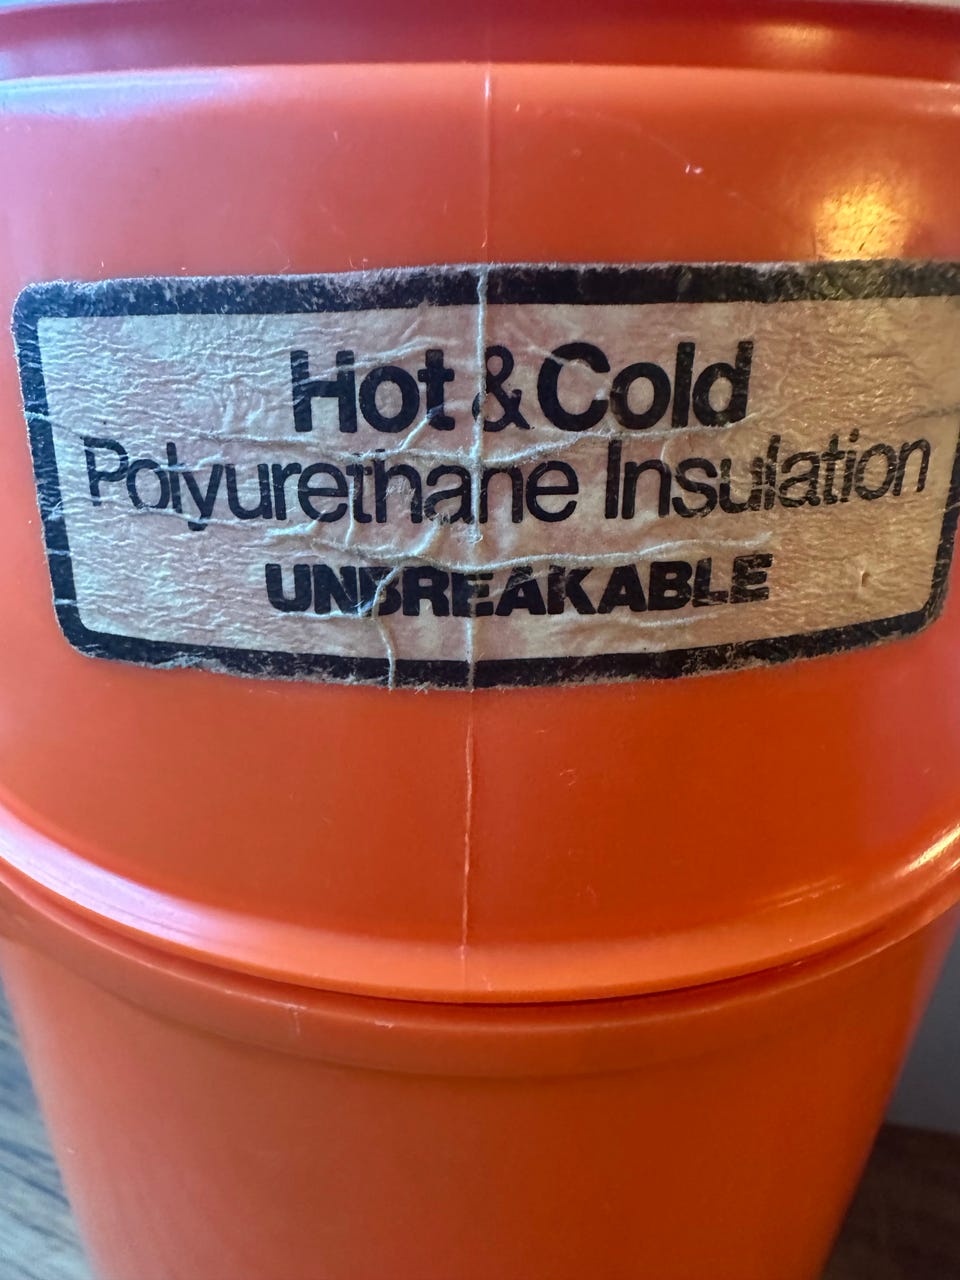 Hot & Cold
Polyurethane Insulation
UNBREAKABLE